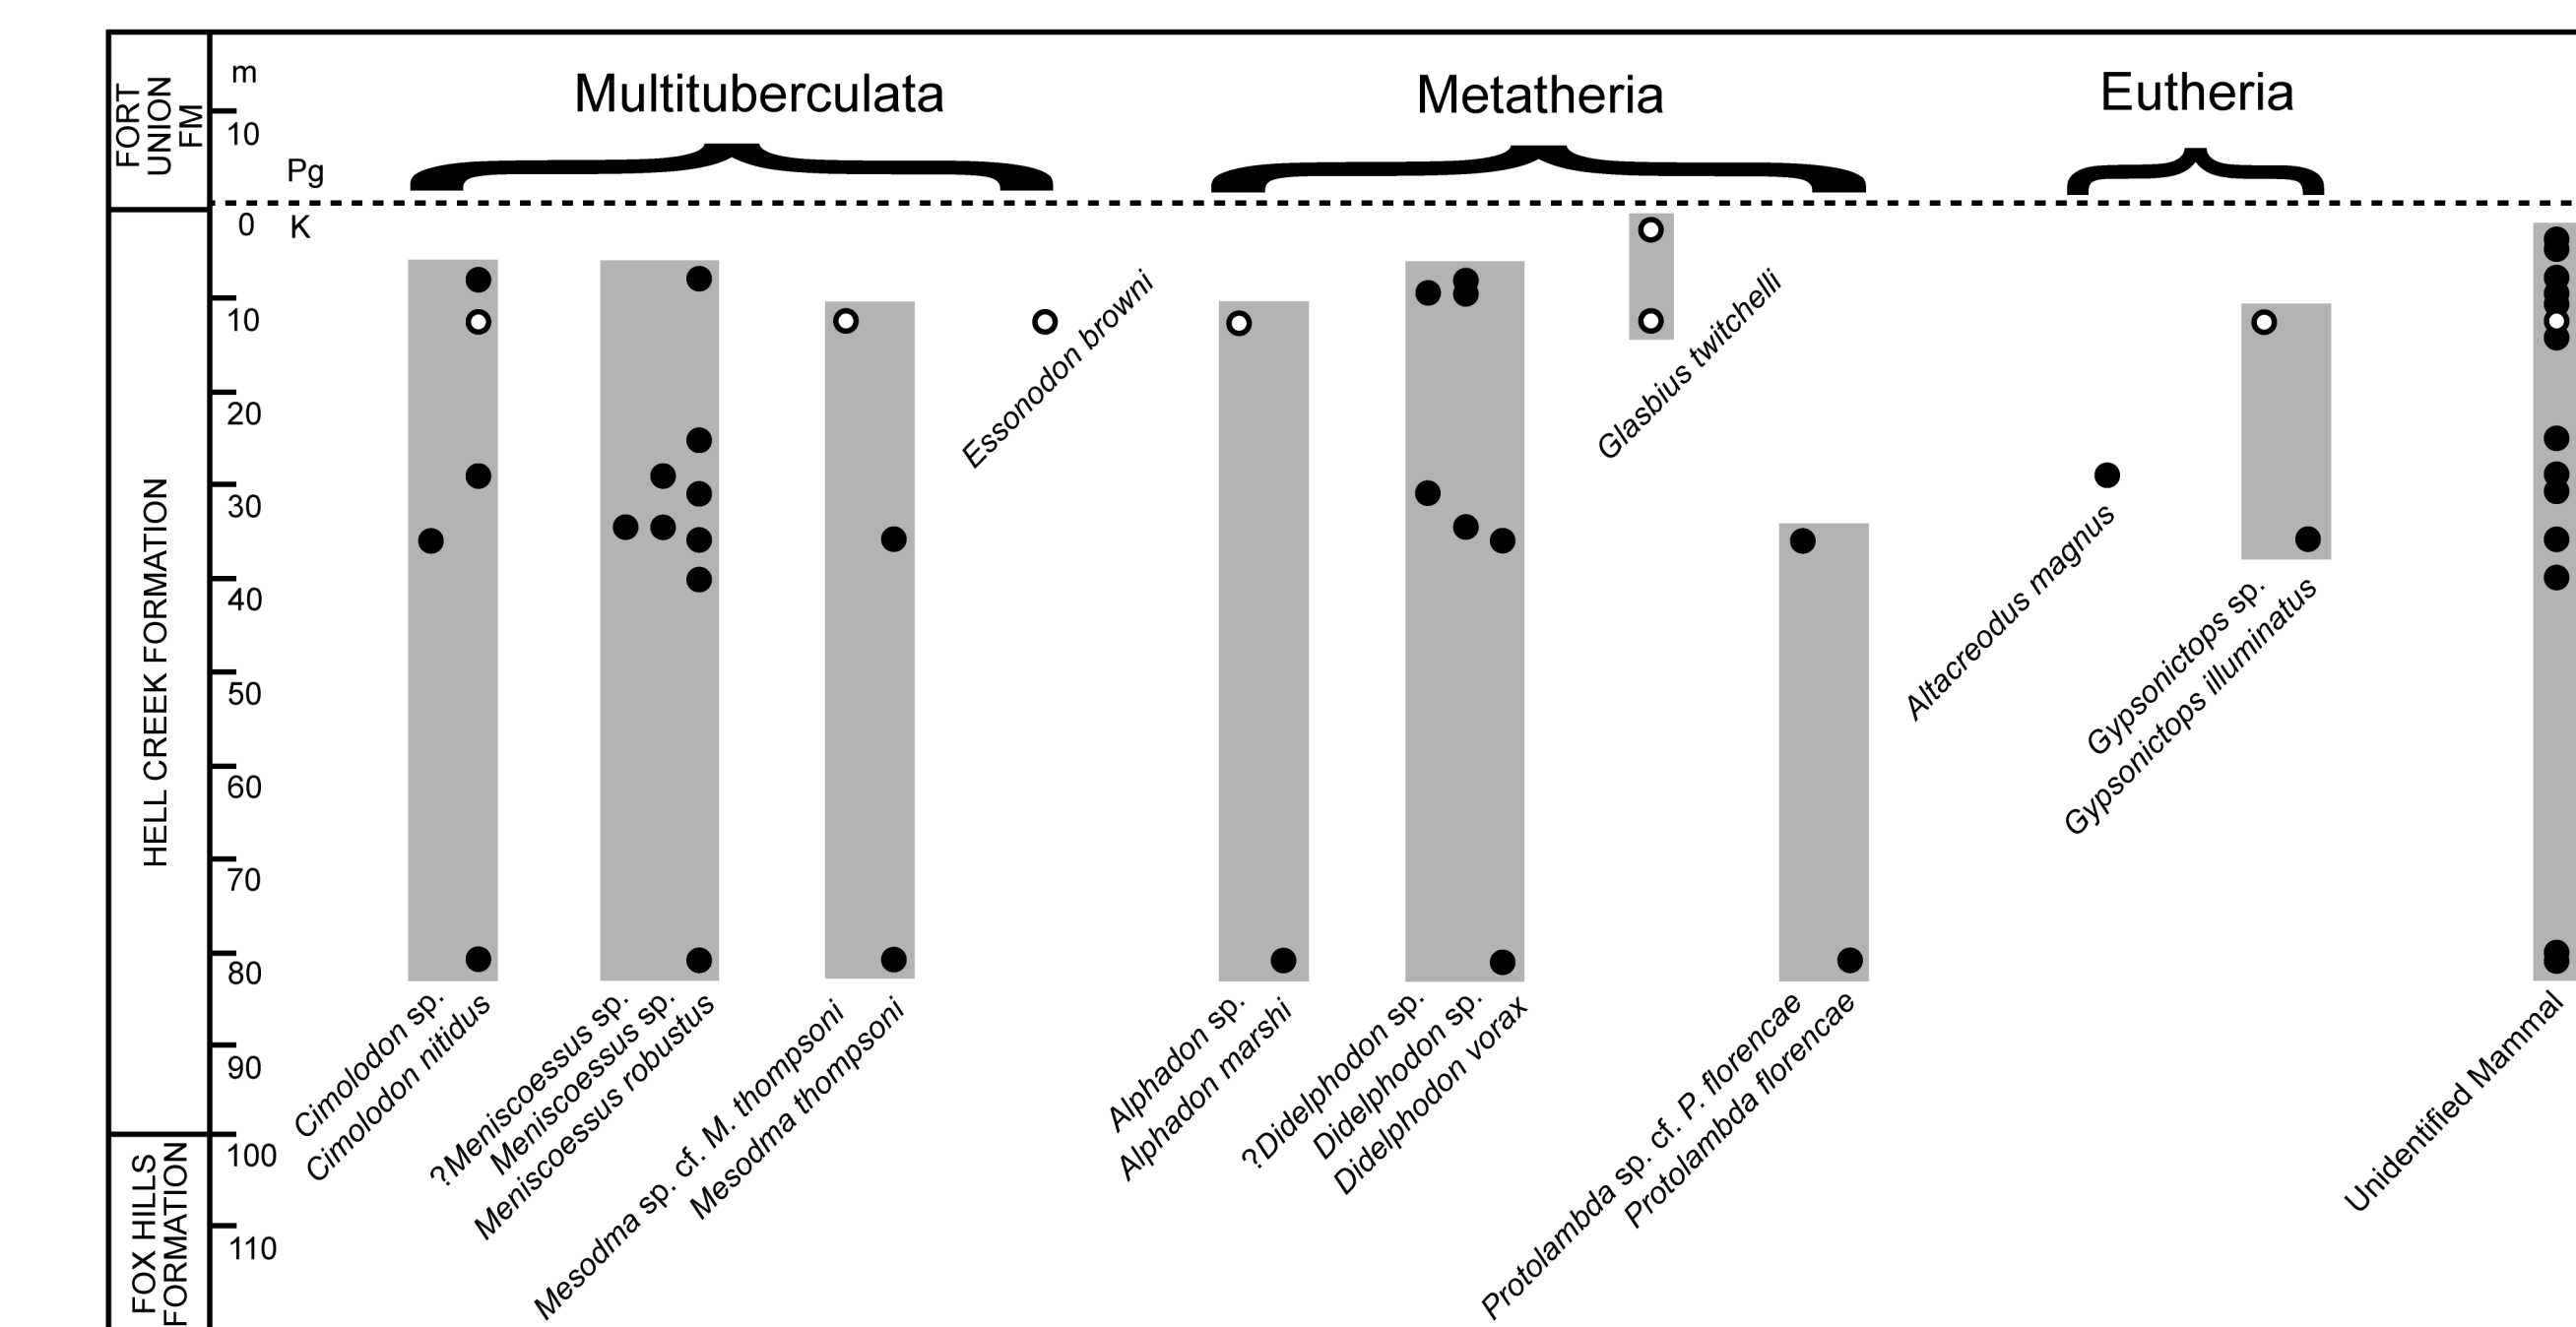 FORT
UNION
FM
m
10
Pg
Multituberculata
Metatheria
Eutheria
0
K
10
20
30
40
50
60
70
80
90
100
110
HELL CREEK FORMATION
FOX HILLS
FORMATION
Cimolodon sp.
Cimolodon nitidus
?Meniscoessus sp.
Meniscoessus sp.
Meniscoessus robustus
Mesodma sp. cf. M. thompsoni
Mesodma thompsoni
Essonodon browni
Alphadon sp.
Alphadon marshi
?Didelphodon sp.
Didelphodon sp.
Didelphodon vorax
Glasbius twitchelli
Protolambda sp. cf. P. florencae
Protolambda florencae
Altacreodus magnus
Gypsonictops sp.
Gypsonictops illuminatus
Unidentified Mammal